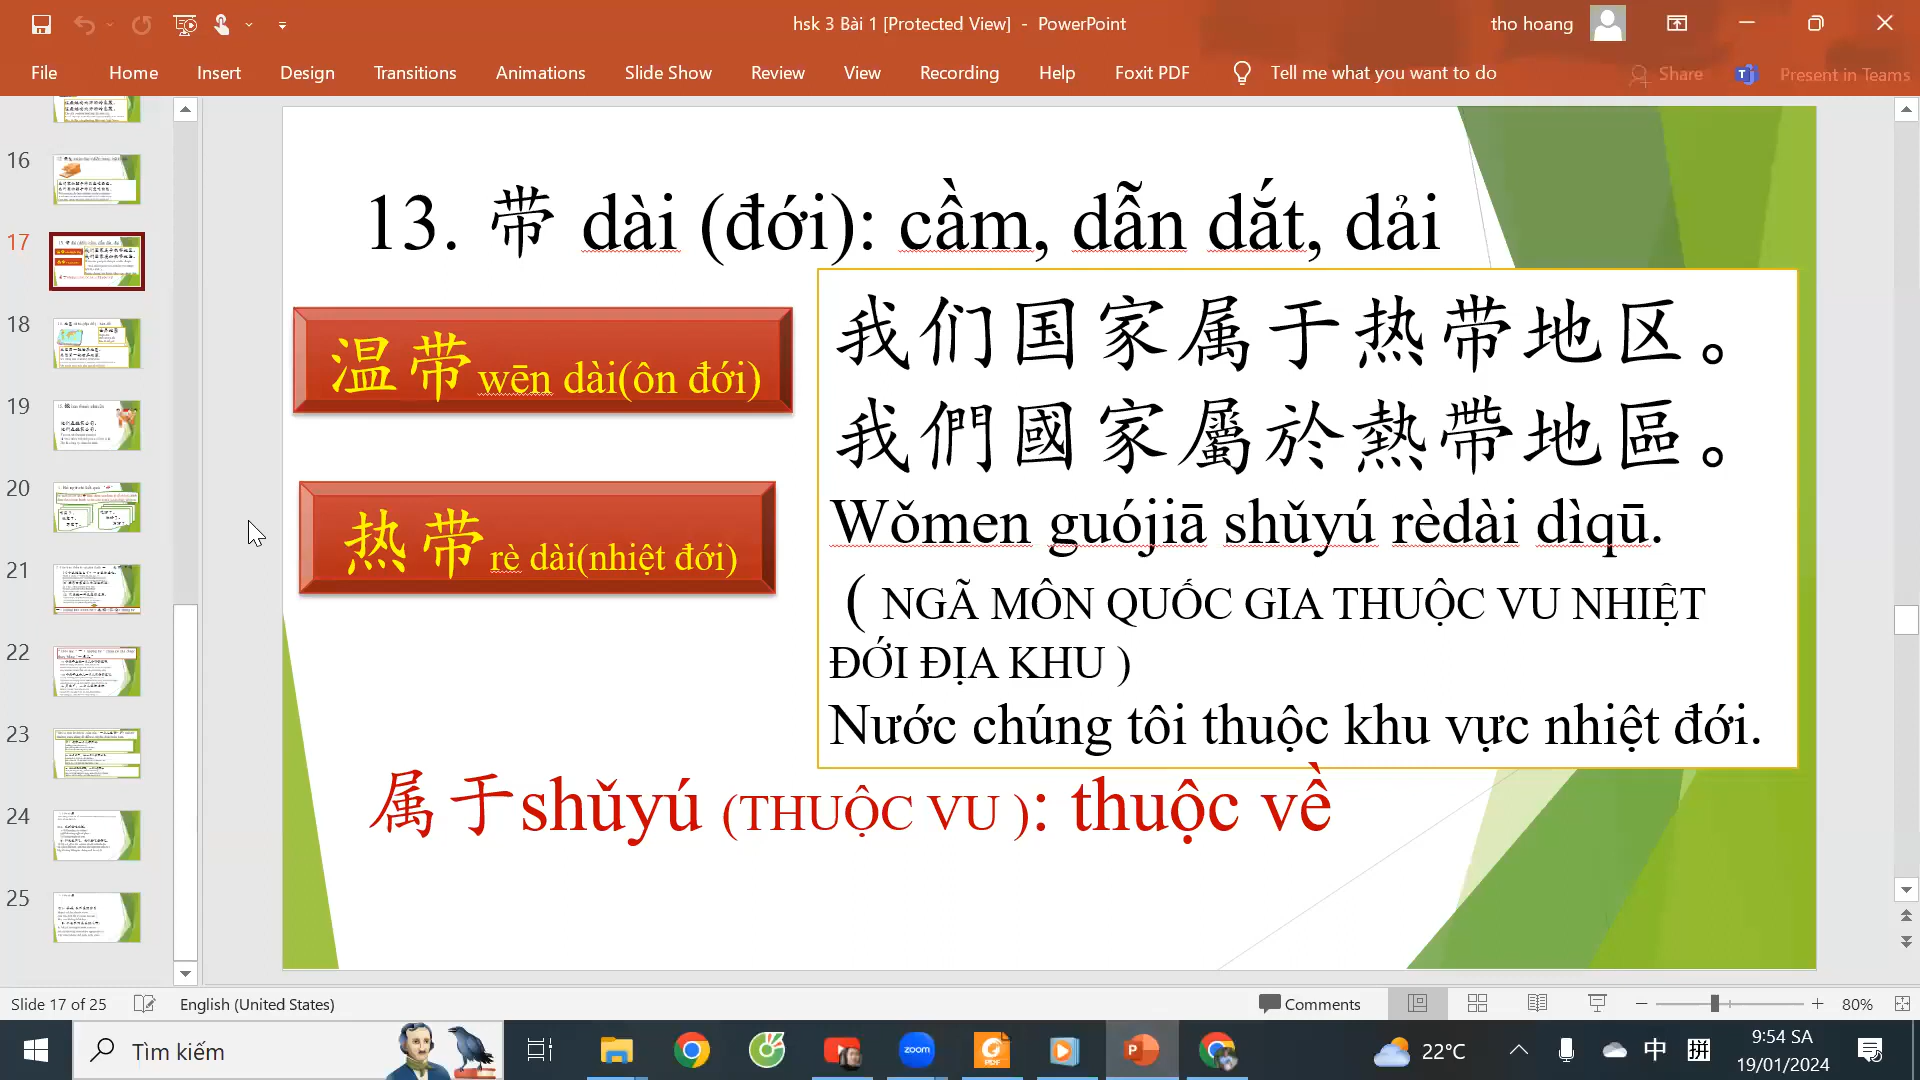 hsk 3 Bài 1 [Protected View] - PowerPoint
tho hoang
File Home Insert Design Transitions Animations Slide Show Review View Recording Help Foxit PDF Tell me what you want to do Share Present in Teams
16
17
18
19
20
21
22
23
24
25
13. 带 dài (đới): cầm, dẫn dắt, dải
温带 wēn dài(ôn đới)
热带 rè dài(nhiệt đới)
我们国家属于热带地区。
我們國家屬於熱帶地區。
Wǒmen guójiā shǔyú rèdài dìqū.
( NGÃ MÔN QUỐC GIA THUỘC VU NHIỆT
ĐỚI ĐỊA KHU )
Nước chúng tôi thuộc khu vực nhiệt đới.
属于shǔyú (THUỘC VU ): thuộc về
Slide 17 of 25 English (United States) Comments 80%
Tìm kiếm
zoom
22°C
中
拼
9:54 SA
19/01/2024